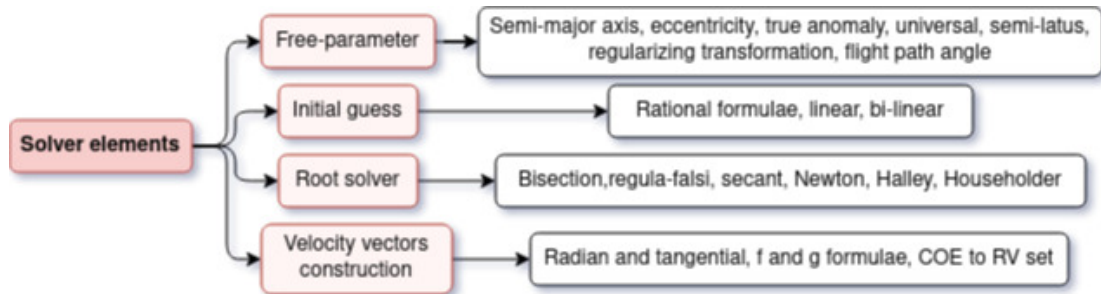 Solver elements
Free-parameter
Semi-major axis, eccentricity, true anomaly, universal, semi-latus,
regularizing transformation, flight path angle
Initial guess
Rational formulae, linear, bi-linear
Root solver
Bisection,regula-falsi, secant, Newton, Halley, Householder
Velocity vectors
construction
Radian and tangential, f and g formulae, COE to RV set